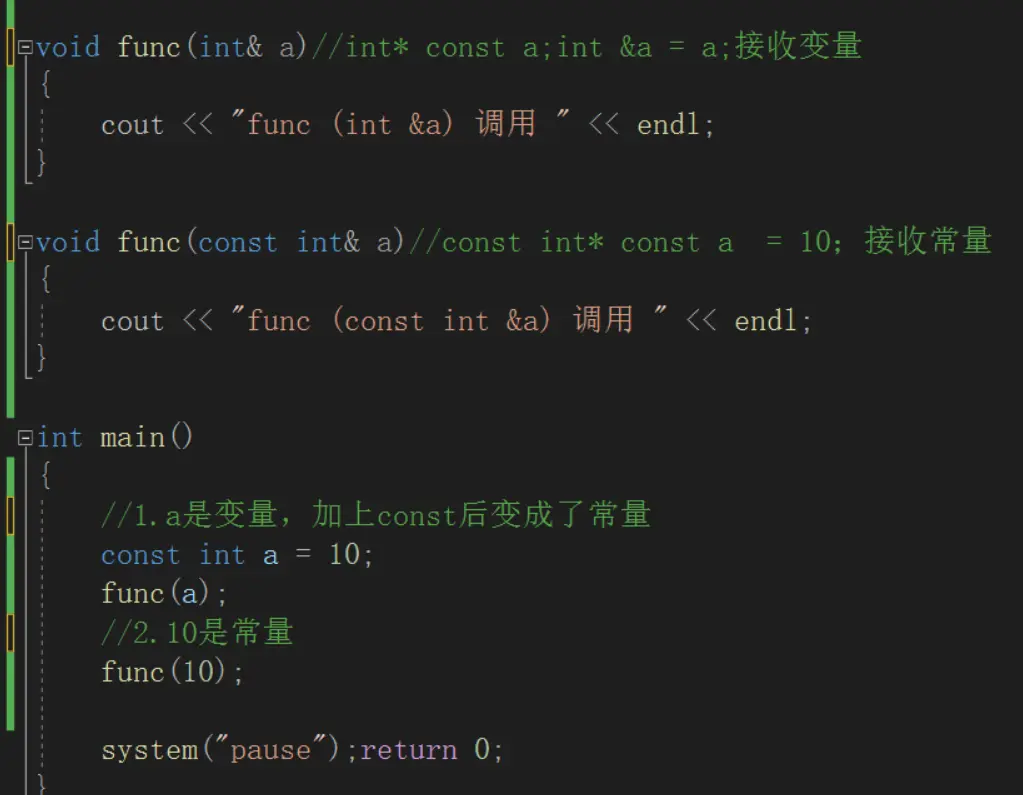 void func(int& a)//int* const a;int &a = a;接收变量
{
cout << "func (int &a) 调用 " << endl;
}
void func(const int& a)//const int* const a  = 10; 接收常量
{
cout << "func (const int &a) 调用 " << endl;
}
int main()
{
//1.a是变量，加上const后变成了常量
const int a = 10;
func(a);
//2.10是常量
func(10);
system("pause");return 0;
}